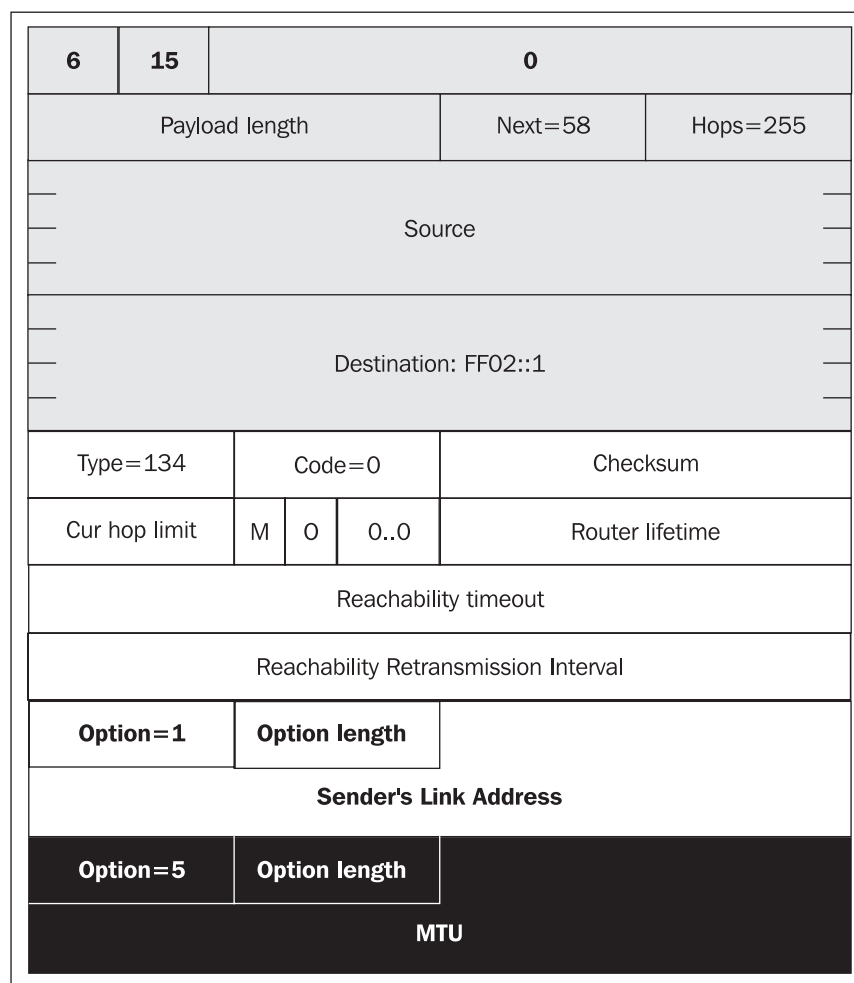 6 15 0
Payload length Next=58 Hops=255
Source
Destination: FF02::1
Type=134 Code=0 Checksum
Cur hop limit M O 0..0 Router lifetime
Reachability timeout
Reachability Retransmission Interval
Option=1 Option length
Sender's Link Address
Option=5 Option length
MTU